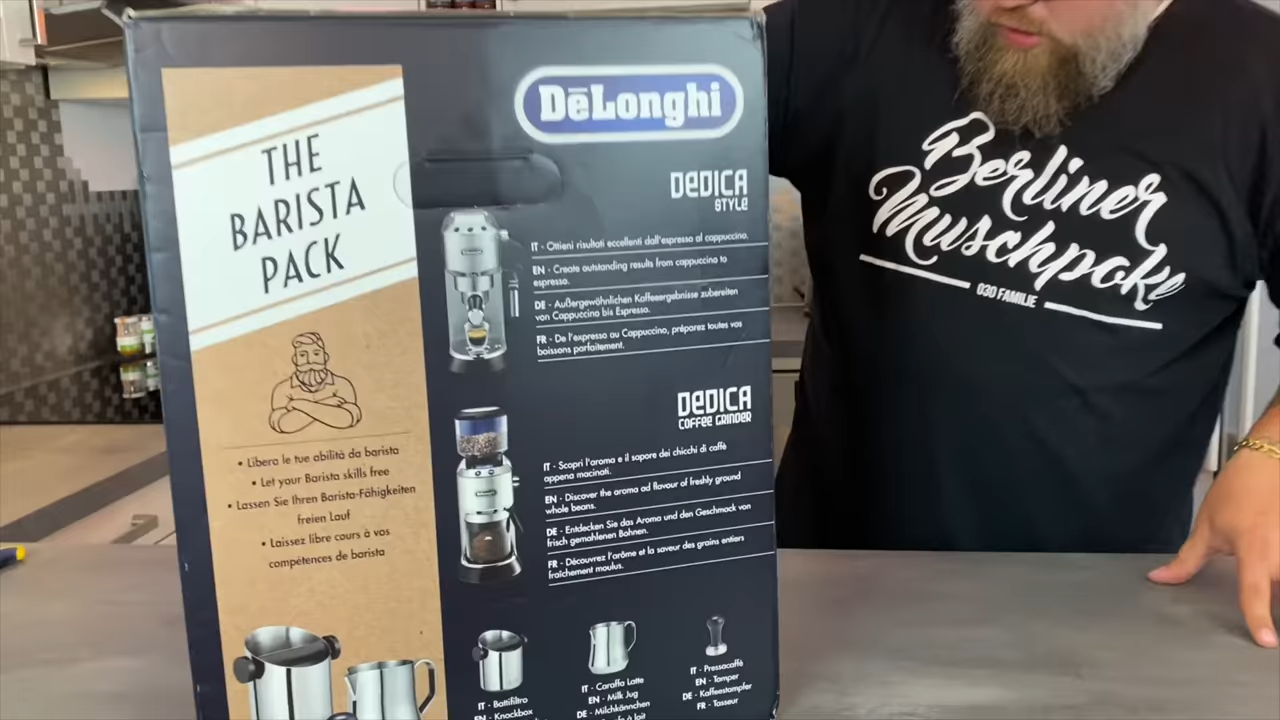 THE
BARISTA
PACK
• Libera le tue abilità da barista
• Let your Barista skills free
• Lassen Sie Ihren Barista-Fähigkeiten
freien Lauf
• Laissez libre cours à vos
compétences de barista
DēLonghi
DEDICA
STYLE
IT - Ottieni risultati eccellenti dall'espresso al cappuccino.
EN - Create outstanding results from cappuccino to
espresso.
DE - Außergewöhnlichen Kaffeeergebnisse zubereiten
von Cappuccino bis Espresso.
FR - De l'expresso au Cappuccino, préparez toutes vos
boissons parfaitement.
DEDICA
COFFEE GRINDER
IT - Scopri l'aroma e il sapore dei chicchi di caffè
appena macinati.
EN - Discover the aroma ad flavour of freshly ground
whole beans.
DE - Entdecken Sie das Aroma und den Geschmack von
frisch gemahlenen Bohnen.
FR - Découvrez l'arôme et la saveur des grains entiers
fraîchement moulus.
IT - Battifiltro
EN - Knockbox
IT - Caraffa Latte
EN - Milk Jug
DE - Milchkännchen
IT - Pressacaffè
EN - Tamper
DE - Kaffeestampfer
FR - Tasseur
Berliner
Muschpoke
030 FAMILIE